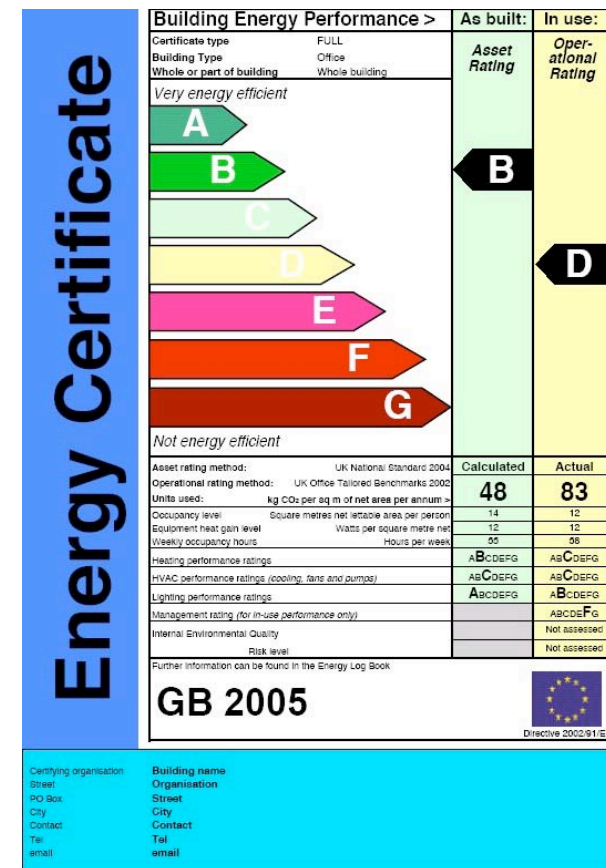 Energy Certificate
Building Energy Performance > As built: In use:
Certificate type FULL
Building Type Office
Whole or part of building Whole building
Asset Rating
Oper-
ational
Rating
Very energy efficient
A
B B
C
D D
E
F
G
Not energy efficient
Asset rating method: UK National Standard 2004 Calculated Actual
Operational rating method: UK Office Tailored Benchmarks 2002
Units used: kg CO₂ per sq m of net area per annum > 48 83
Occupancy level Square metres net lettable area per person 14 12
Equipment heat gain level Watts per square metre net 12 12
Weekly occupancy hours Hours per week
Heating performance ratings ABCDEFG ABCDEFG
HVAC performance ratings (cooling, fans and pumps) ABCDEFG ABCDEFG
Lighting performance ratings ABCDEFG ABCDEFG
Management rating (for in-use performance only) ABCDEFG
Internal Environmental Quality Not assessed
Risk level Not assessed
Further information can be found in the Energy Log Book
GB 2005
Directive 2002/91/E
Certifying organisation Building name
Street Organisation
PO Box Street
City City
Contact Contact
Tel Tel
email email